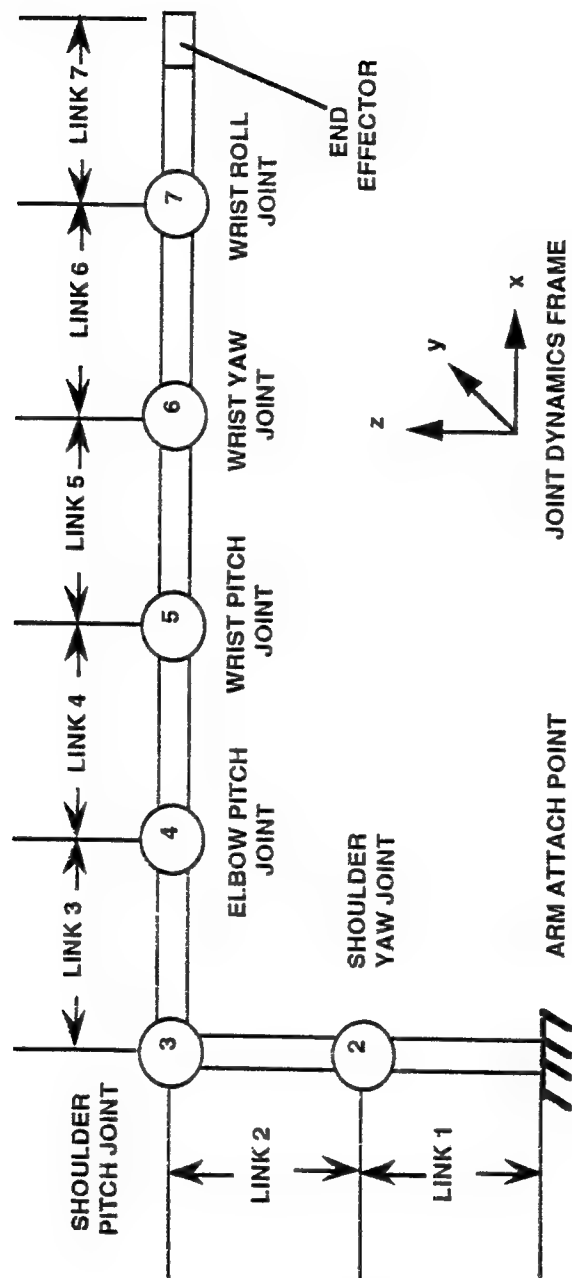 SHOULDER
PITCH JOINT
LINK 3
LINK 4
LINK 5
LINK 6
LINK 7
3
4
5
6
7
LINK 2
ELBOW PITCH
JOINT
WRIST PITCH
JOINT
WRIST YAW
JOINT
WRIST ROLL
JOINT
END
EFFECTOR
2
SHOULDER
YAW JOINT
LINK 1
z
y
x
ARM ATTACH POINT
JOINT DYNAMICS FRAME